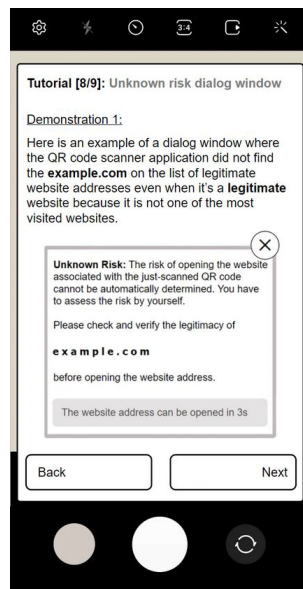 3:4
Tutorial [8/9]: Unknown risk dialog window
Demonstration 1:
Here is an example of a dialog window where
the QR code scanner application did not find
the example.com on the list of legitimate
website addresses even when it's a legitimate
website because it is not one of the most
visited websites.
Unknown Risk: The risk of opening the website
associated with the just-scanned QR code
cannot be automatically determined. You have
to assess the risk by yourself.
Please check and verify the legitimacy of
example.com
before opening the website address.
The website address can be opened in 3s
Back
Next